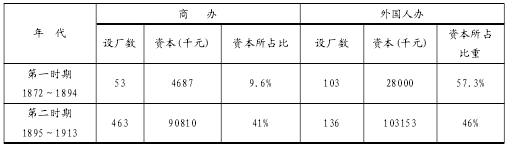 年 代 商 办 外国人办
设厂数 资本(千元) 资本所占比 设厂数 资本(千元) 资本所占比重
第一时期 1872~1894 53 4687 9.6% 103 28000 57.3%
第二时期 1895~1913 463 90810 41% 136 103153 46%